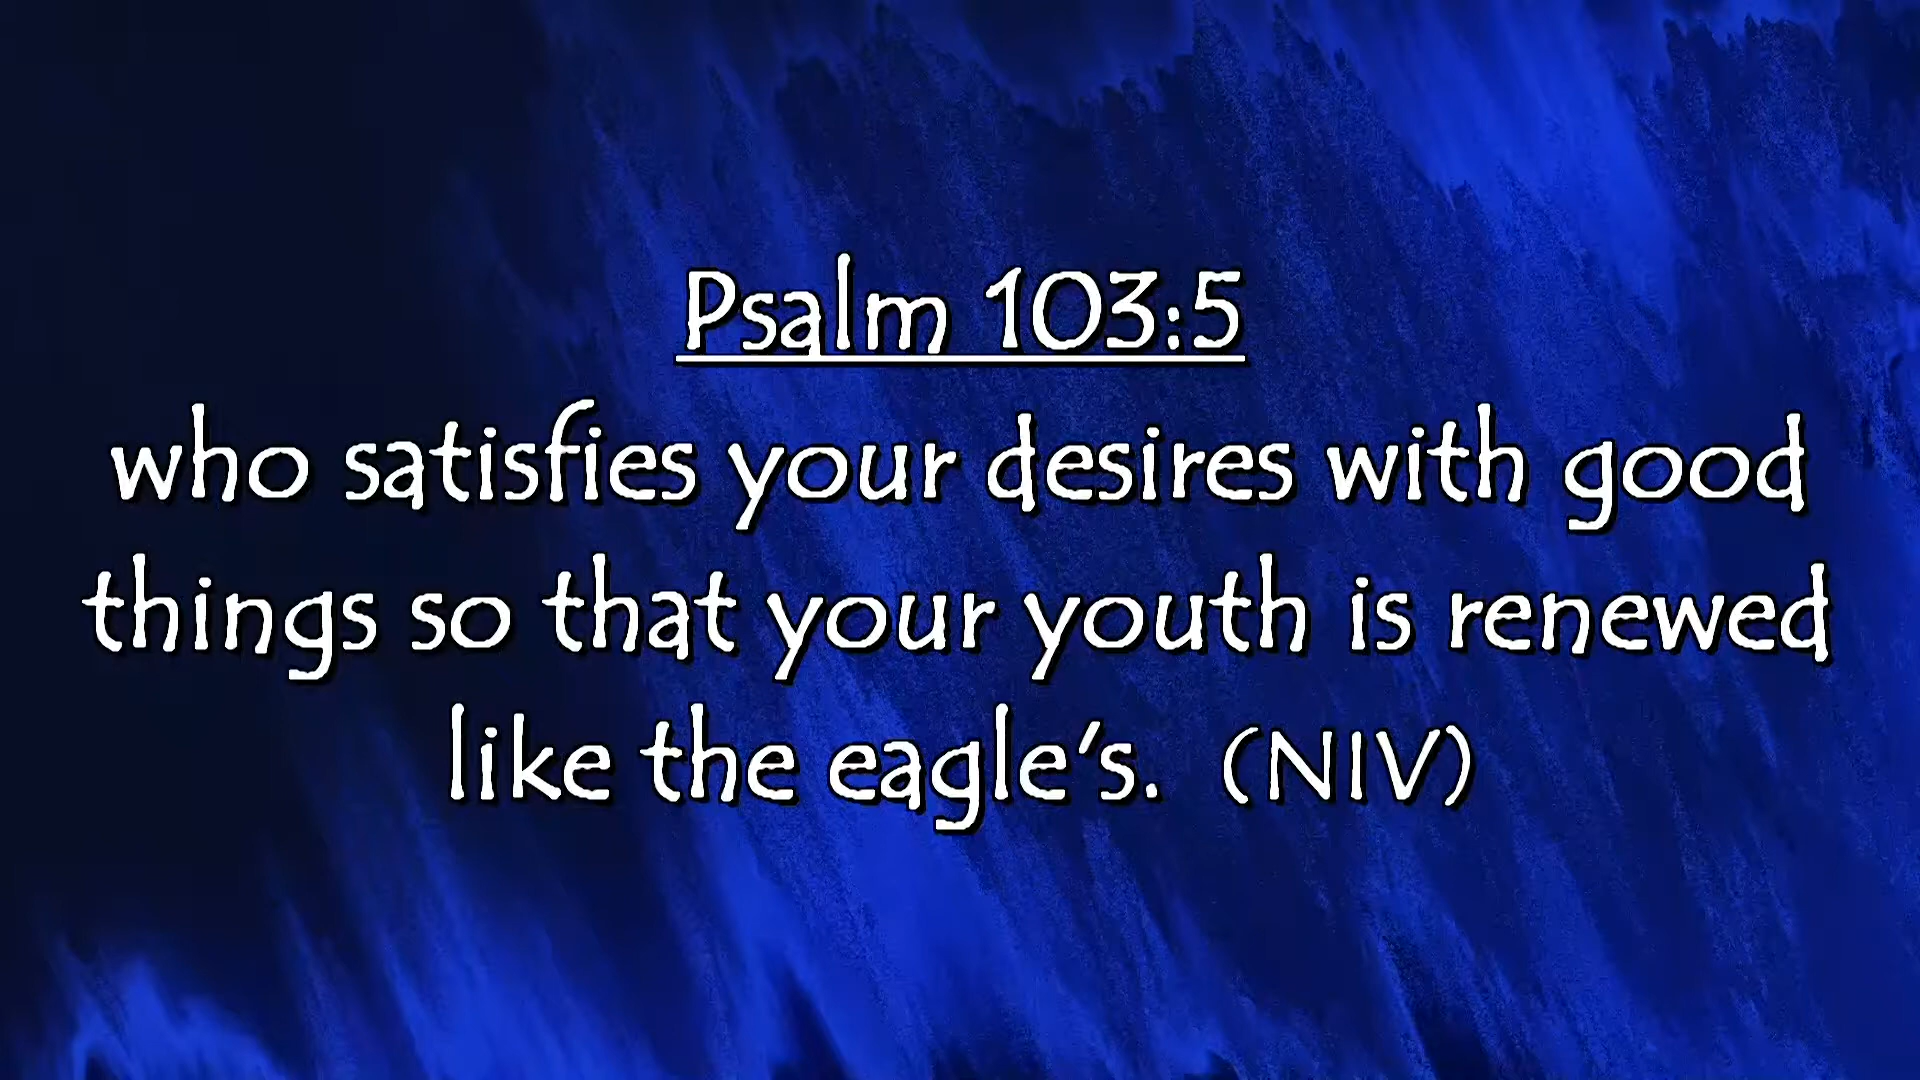 Psalm 103:5
who satisfies your desires with good
things so that your youth is renewed
like the eagle's.  (NIV)